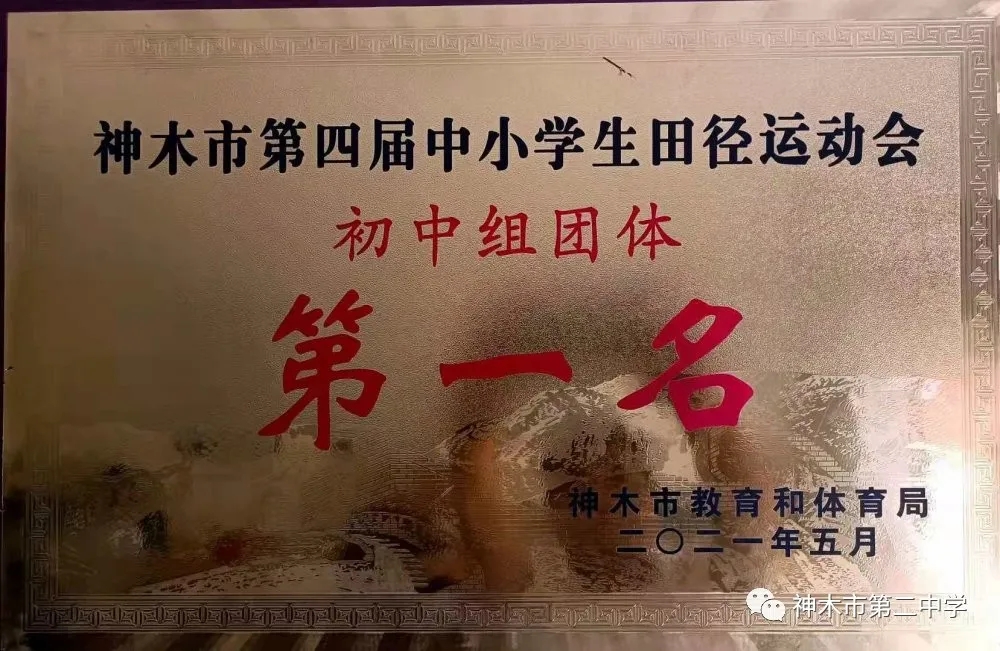 神木市第四届中小学生田径运动会
初中组团体
第一名
神木市教育和体育局
二〇二一年五月
神木市第二中学